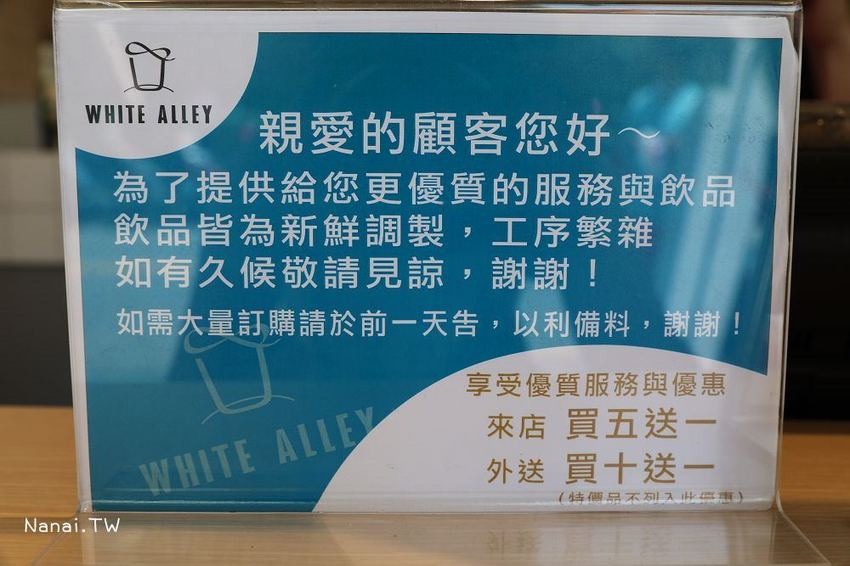 WHITE ALLEY
親愛的顧客您好～
為了提供給您更優質的服務與飲品
飲品皆為新鮮調製，工序繁雜
如有久候敬請見諒，謝謝！
如需大量訂購請於前一天告，以利備料，謝謝！
享受優質服務與優惠
來店 買五送一
外送 買十送一
(特價品不列入此優惠)
WHITE ALLEY
Nanai.TW